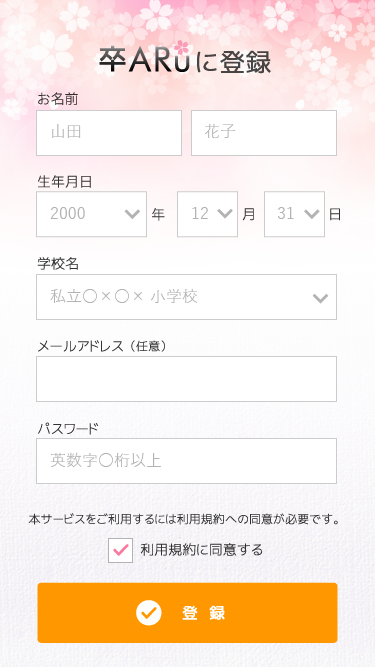 卒ARUに登録
お名前
山田 花子
生年月日
2000 年 12 月 31 日
学校名
私立〇×〇× 小学校
メールアドレス（任意）
パスワード
英数字〇桁以上
本サービスをご利用するには利用規約への同意が必要です。
利用規約に同意する
登 録